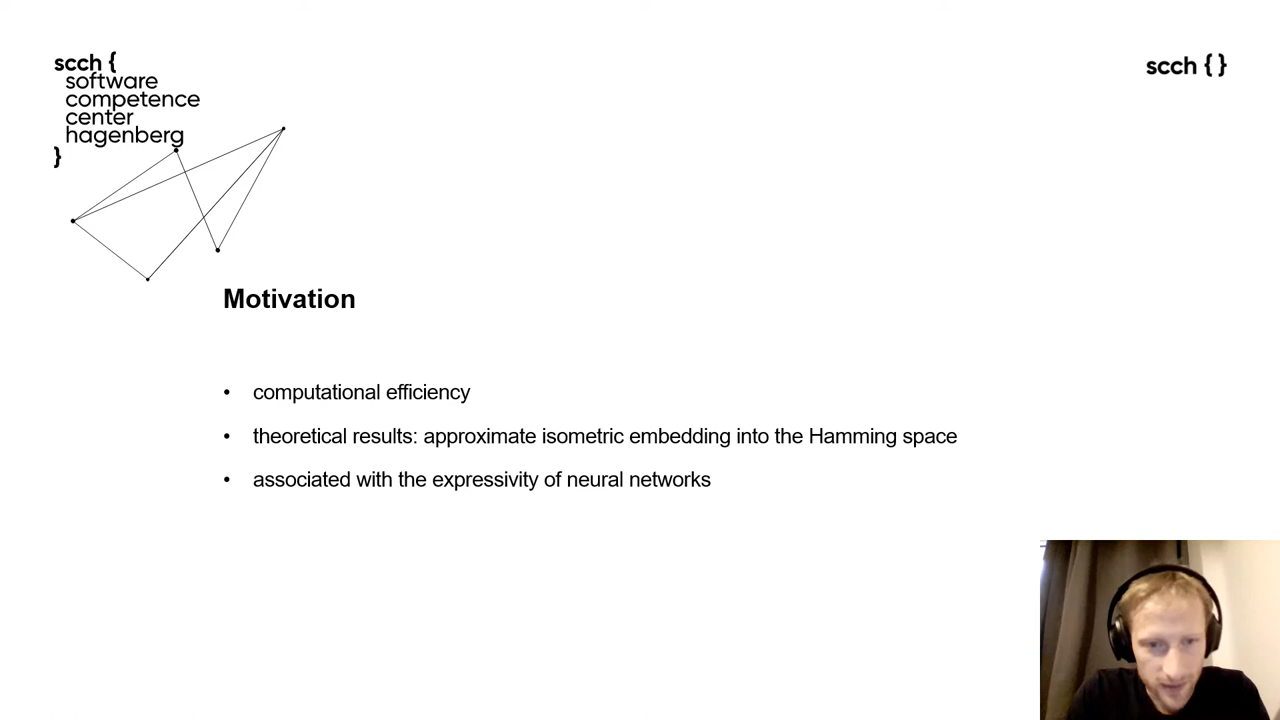 scch {
software
competence
center
hagenberg
}
scch { }
Motivation
• computational efficiency
• theoretical results: approximate isometric embedding into the Hamming space
• associated with the expressivity of neural networks